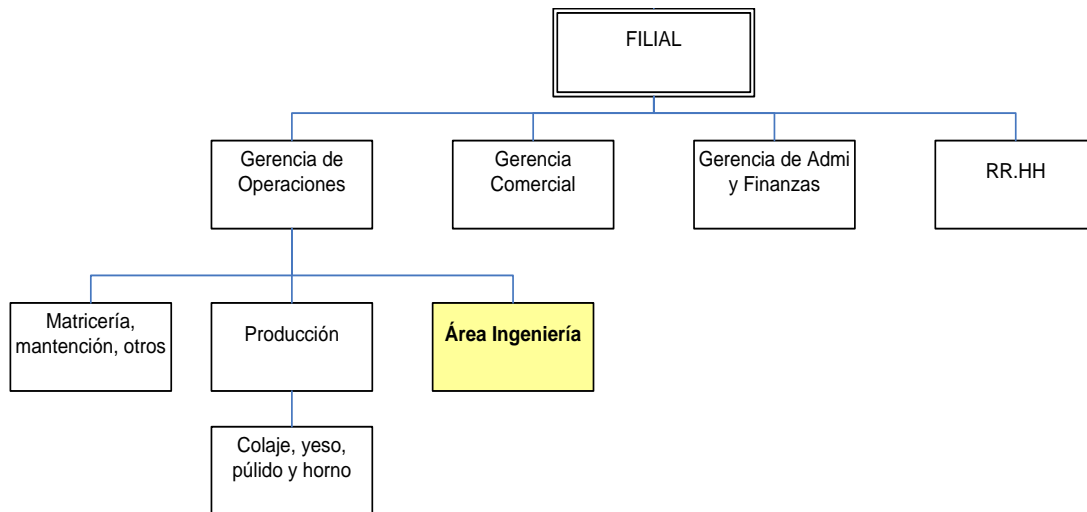 FILIAL
Gerencia de
Operaciones
Gerencia
Comercial
Gerencia de Admi
y Finanzas
RR.HH
Matricería,
mantención, otros
Producción
Área Ingeniería
Colaje, yeso,
púlido y horno